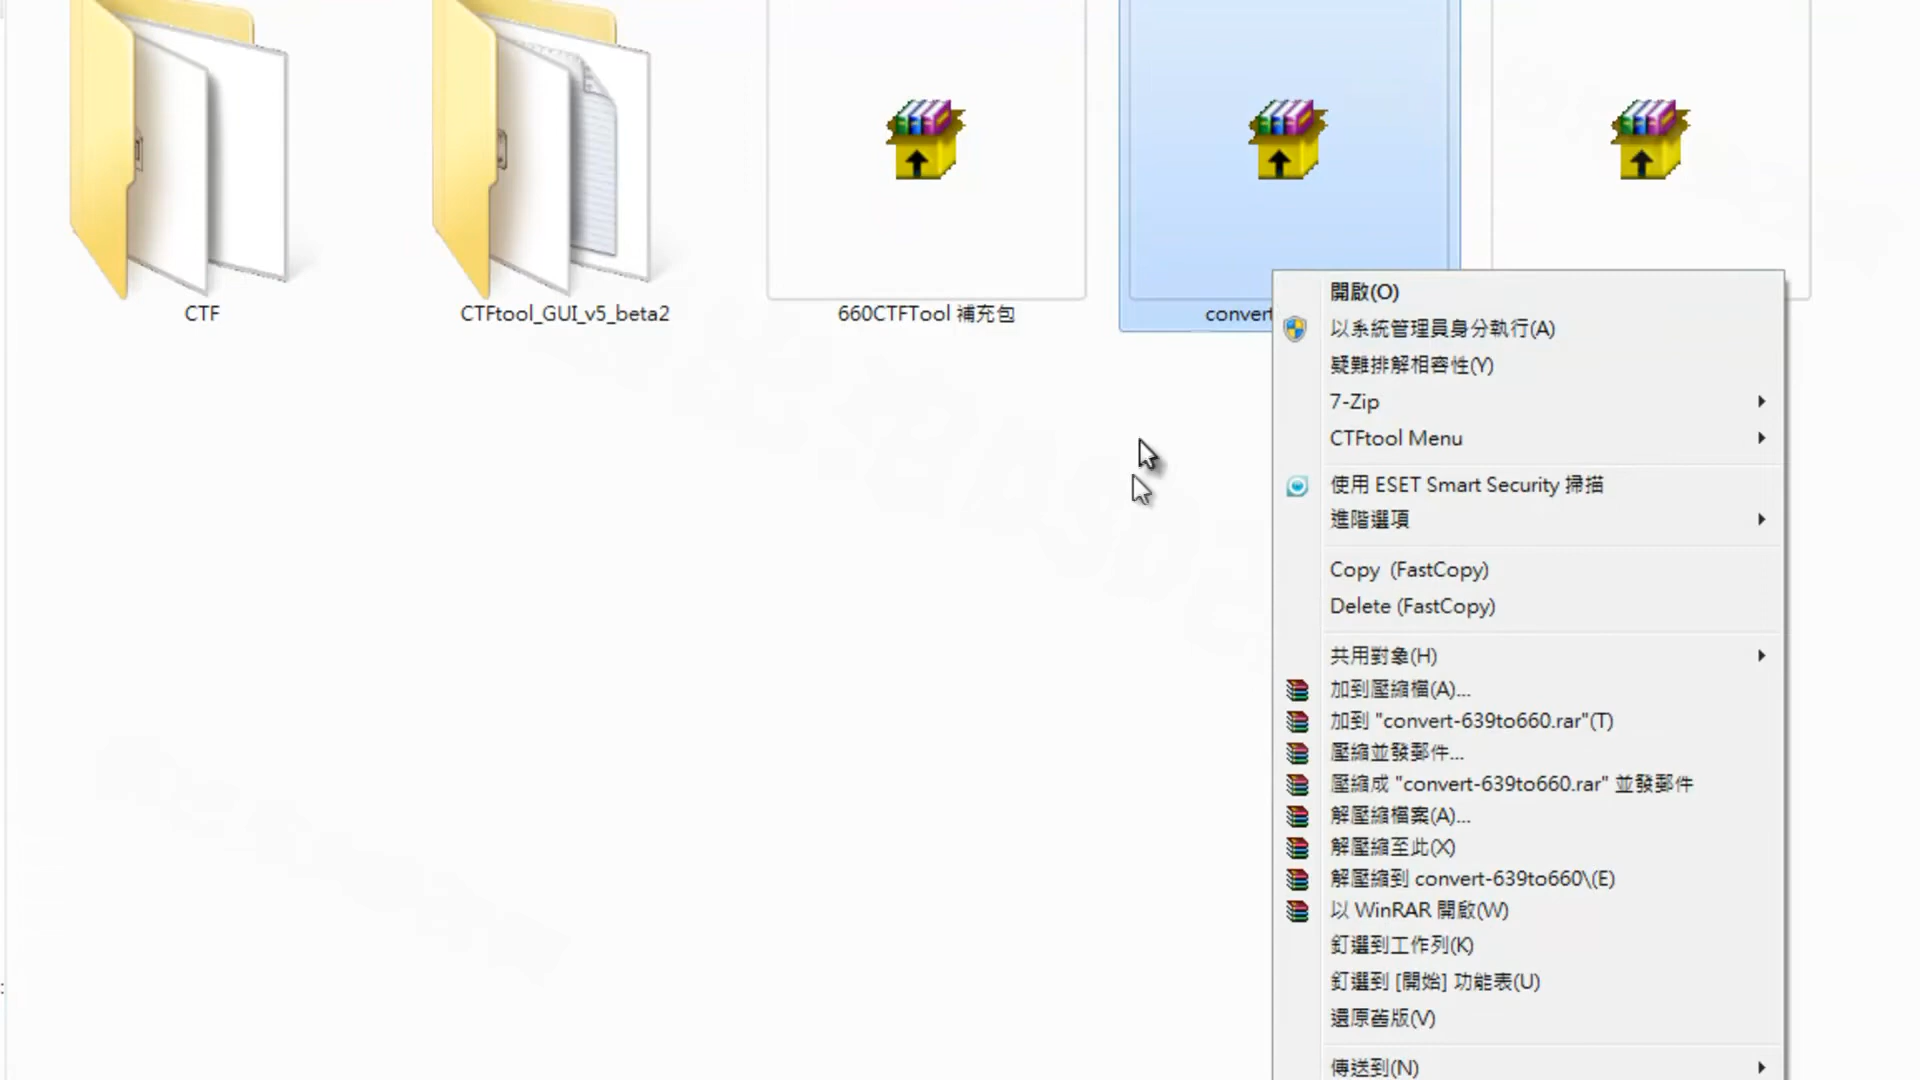 CTF
CTFtool_GUI_v5_beta2
660CTFTool 補充包
convert
開啟(O)
以系統管理員身分執行(A)
疑難排解相容性(Y)
7-Zip
CTFtool Menu
使用 ESET Smart Security 掃描
進階選項
Copy (FastCopy)
Delete (FastCopy)
共用對象(H)
加到壓縮檔(A)...
加到 "convert-639to660.rar"(T)
壓縮並發郵件...
壓縮成 "convert-639to660.rar" 並發郵件
解壓縮檔案(A)...
解壓縮至此(X)
解壓縮到 convert-639to660\(E)
以 WinRAR 開啟(W)
釘選到工作列(K)
釘選到 [開始] 功能表(U)
還原舊版(V)
傳送到(N)